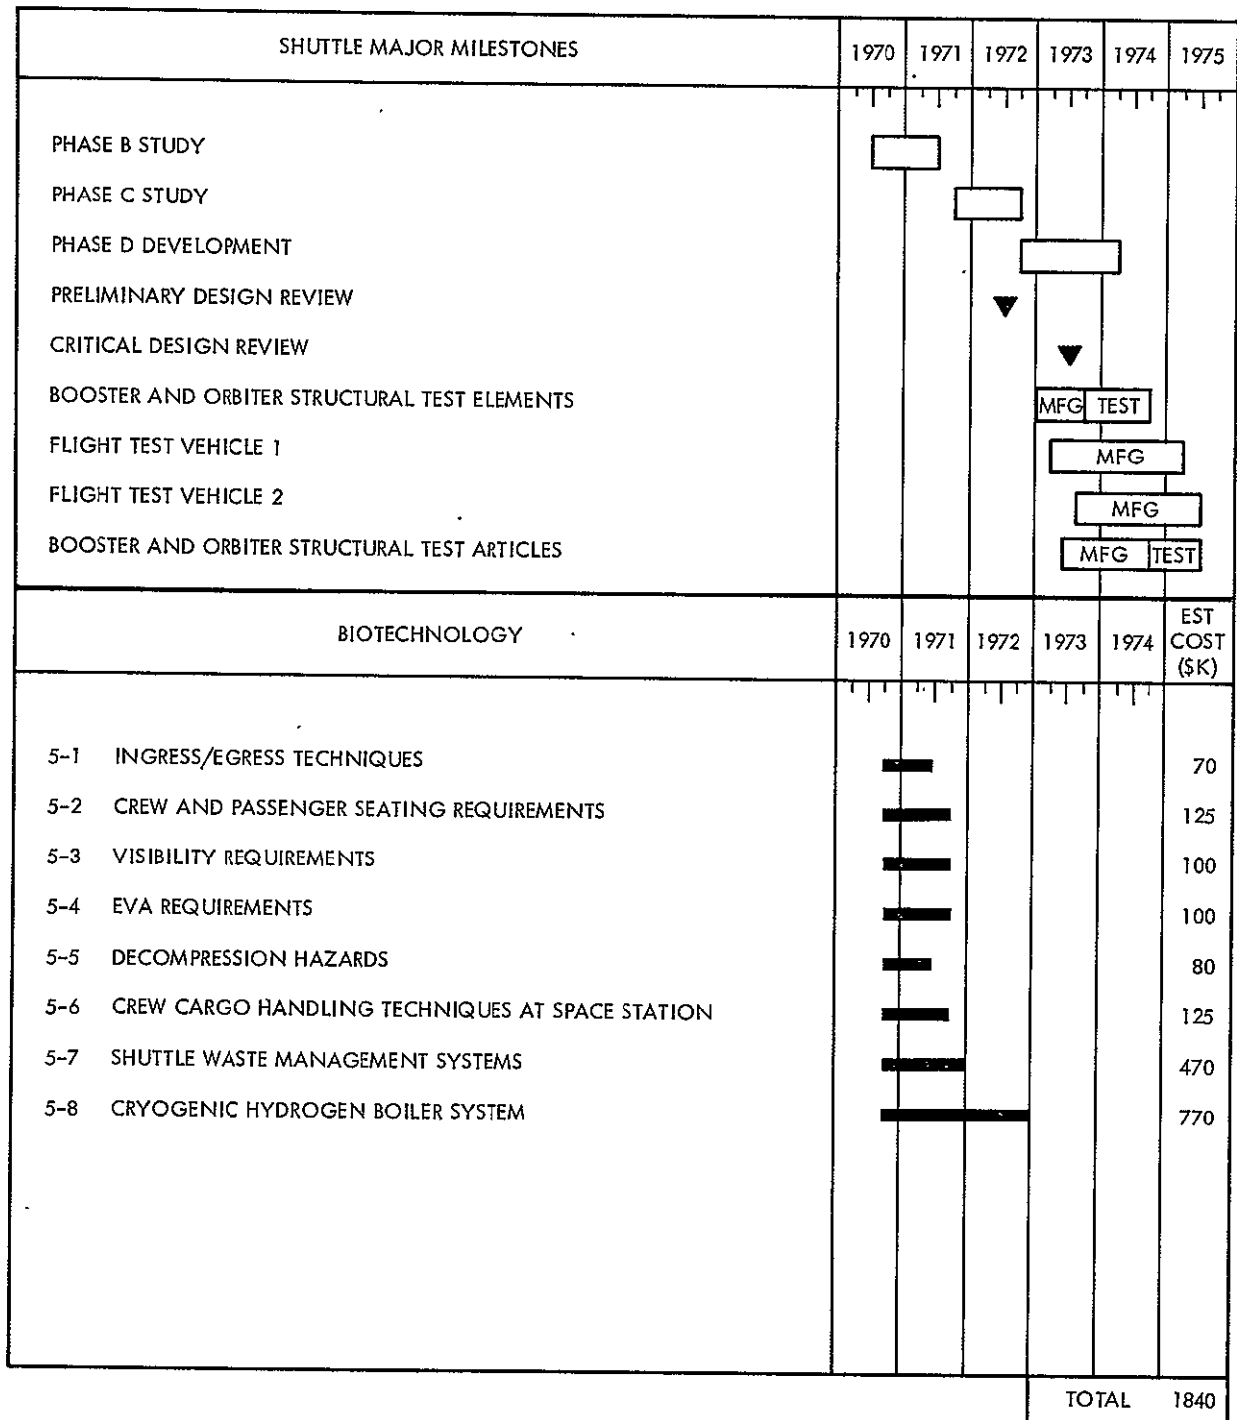 SHUTTLE MAJOR MILESTONES 1970 1971 1972 1973 1974 1975
PHASE B STUDY
PHASE C STUDY
PHASE D DEVELOPMENT
PRELIMINARY DESIGN REVIEW
CRITICAL DESIGN REVIEW
BOOSTER AND ORBITER STRUCTURAL TEST ELEMENTS MFG TEST
FLIGHT TEST VEHICLE 1 MFG
FLIGHT TEST VEHICLE 2 MFG
BOOSTER AND ORBITER STRUCTURAL TEST ARTICLES MFG TEST
BIOTECHNOLOGY 1970 1971 1972 1973 1974 EST COST ($K)
5-1 INGRESS/EGRESS TECHNIQUES 70
5-2 CREW AND PASSENGER SEATING REQUIREMENTS 125
5-3 VISIBILITY REQUIREMENTS 100
5-4 EVA REQUIREMENTS 100
5-5 DECOMPRESSION HAZARDS 80
5-6 CREW CARGO HANDLING TECHNIQUES AT SPACE STATION 125
5-7 SHUTTLE WASTE MANAGEMENT SYSTEMS 470
5-8 CRYOGENIC HYDROGEN BOILER SYSTEM 770
TOTAL 1840